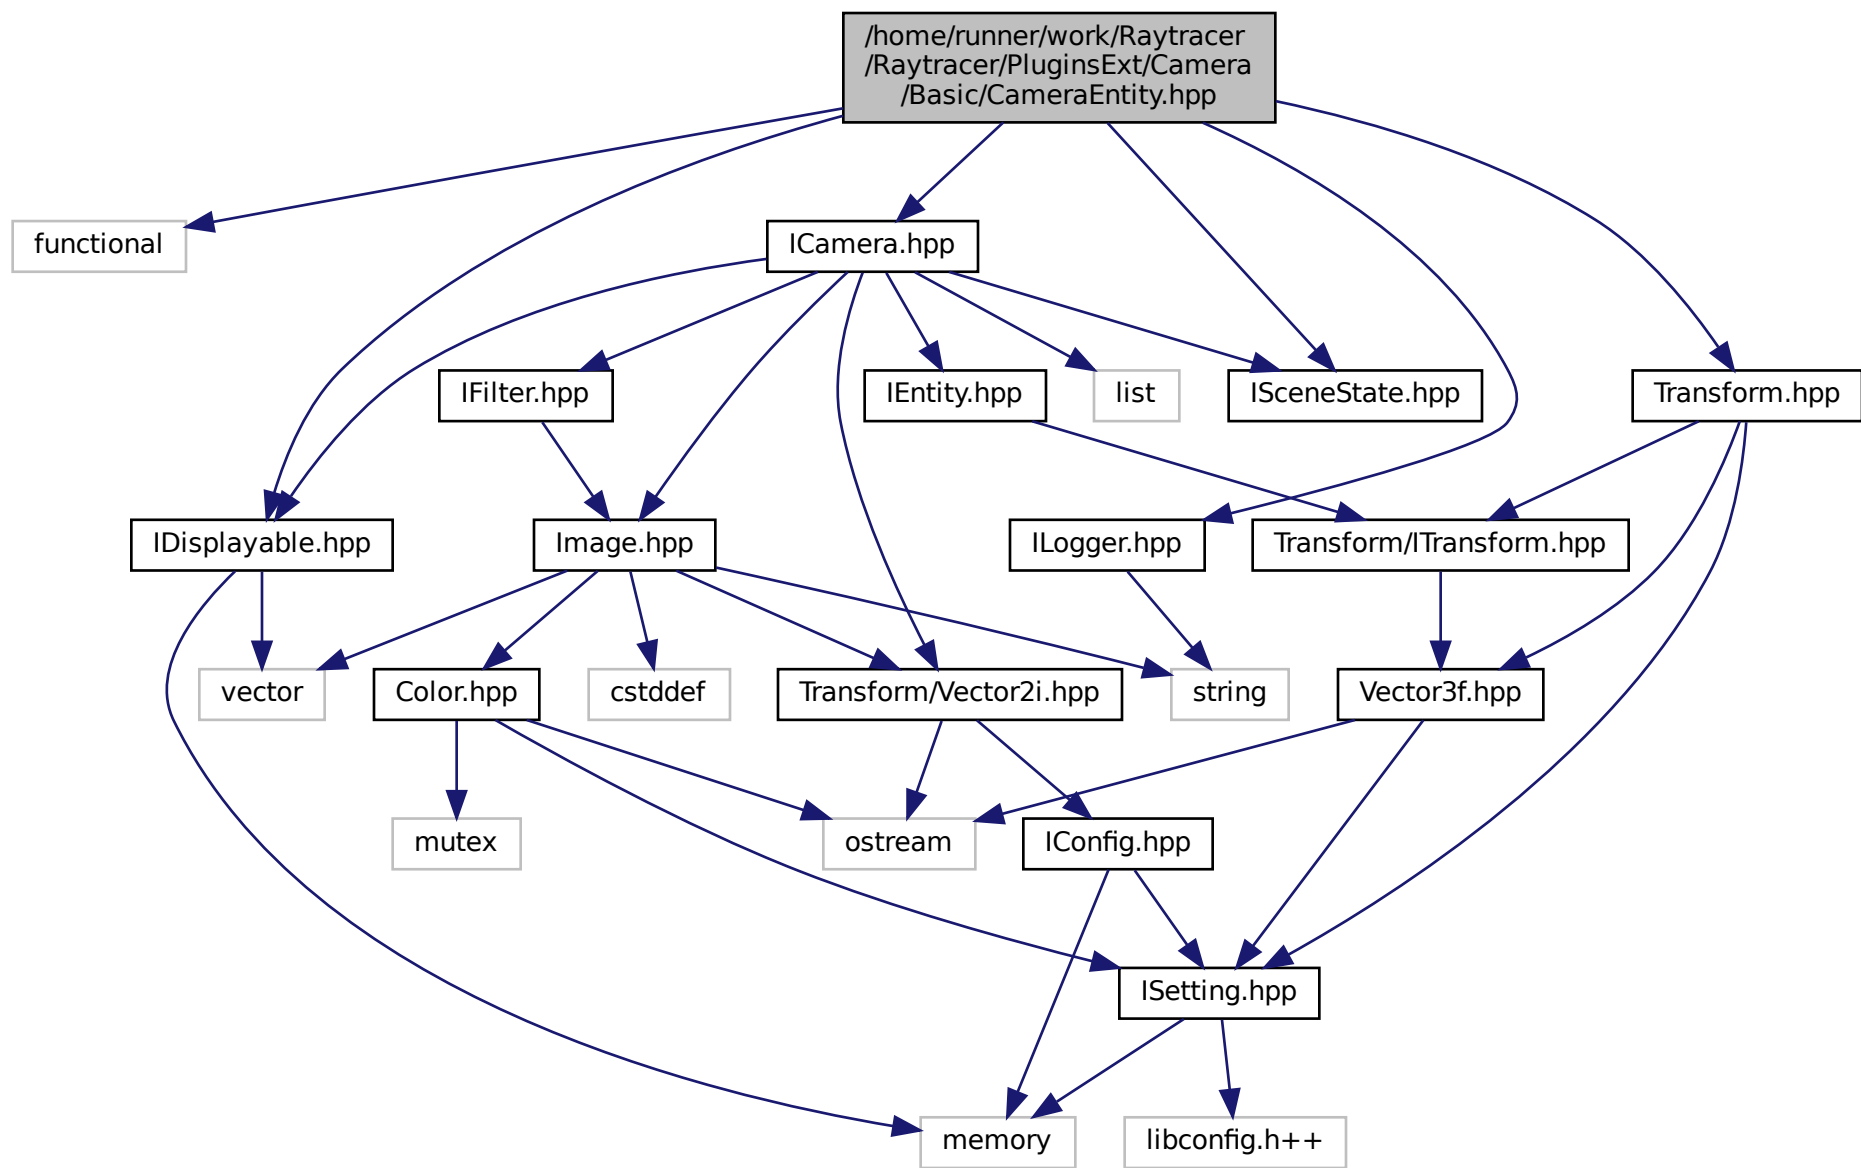 /home/runner/work/Raytracer
/Raytracer/PluginsExt/Camera
/Basic/CameraEntity.hpp
functional
ICamera.hpp
IFilter.hpp
IEntity.hpp
list
ISceneState.hpp
Transform.hpp
IDisplayable.hpp
Image.hpp
ILogger.hpp
Transform/ITransform.hpp
vector
Color.hpp
cstddef
Transform/Vector2i.hpp
string
Vector3f.hpp
mutex
ostream
IConfig.hpp
ISetting.hpp
memory
libconfig.h++